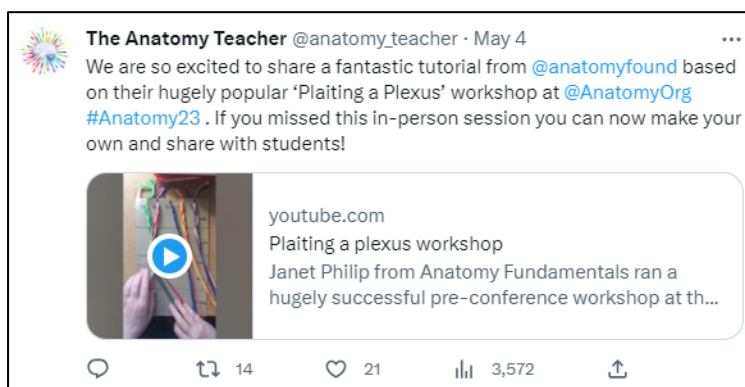 The Anatomy Teacher @anatomy_teacher · May 4 ...
We are so excited to share a fantastic tutorial from @anatomyfound based
on their hugely popular ‘Plaiting a Plexus’ workshop at @AnatomyOrg
#Anatomy23 . If you missed this in-person session you can now make your
own and share with students!
youtube.com
Plaiting a plexus workshop
Janet Philip from Anatomy Fundamentals ran a
hugely successful pre-conference workshop at th...
14 21 3,572